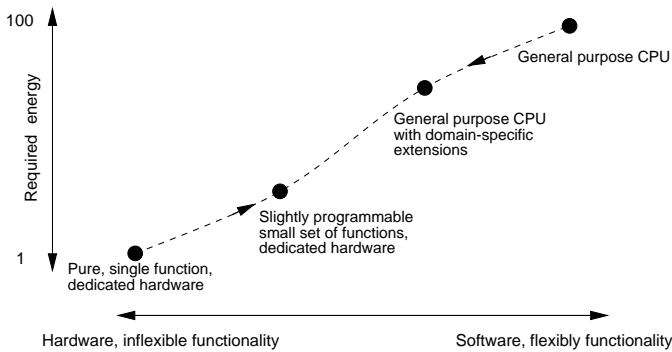 100
General purpose CPU
General purpose CPU
with domain-specific
extensions
Required energy
Slightly programmable
small set of functions,
dedicated hardware
1
Pure, single function,
dedicated hardware
Hardware, inflexible functionality
Software, flexibly functionality